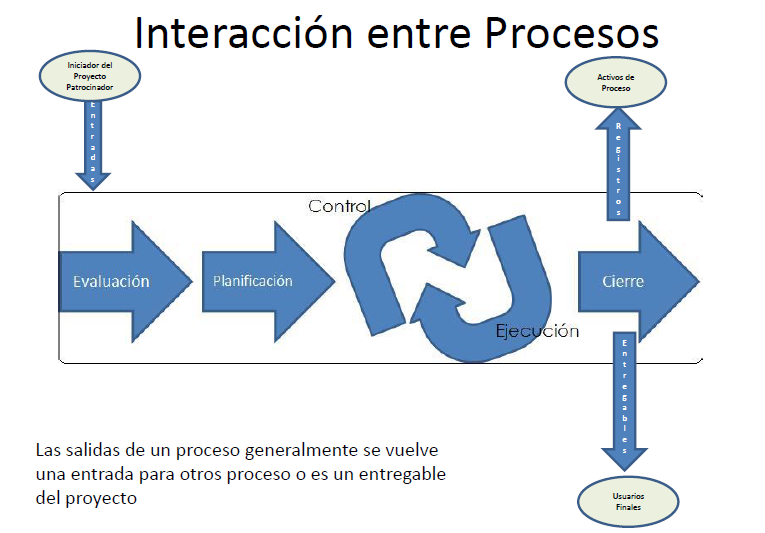 Interacción entre Procesos
Iniciador del
Proyecto
Patrocinador
Activos de
Proceso
Entradas
Registros
Control
Evaluación
Planificación
Cierre
Ejecución
Entregables
Las salidas de un proceso generalmente se vuelve
una entrada para otros proceso o es un entregable
del proyecto
Usuarios
Finales